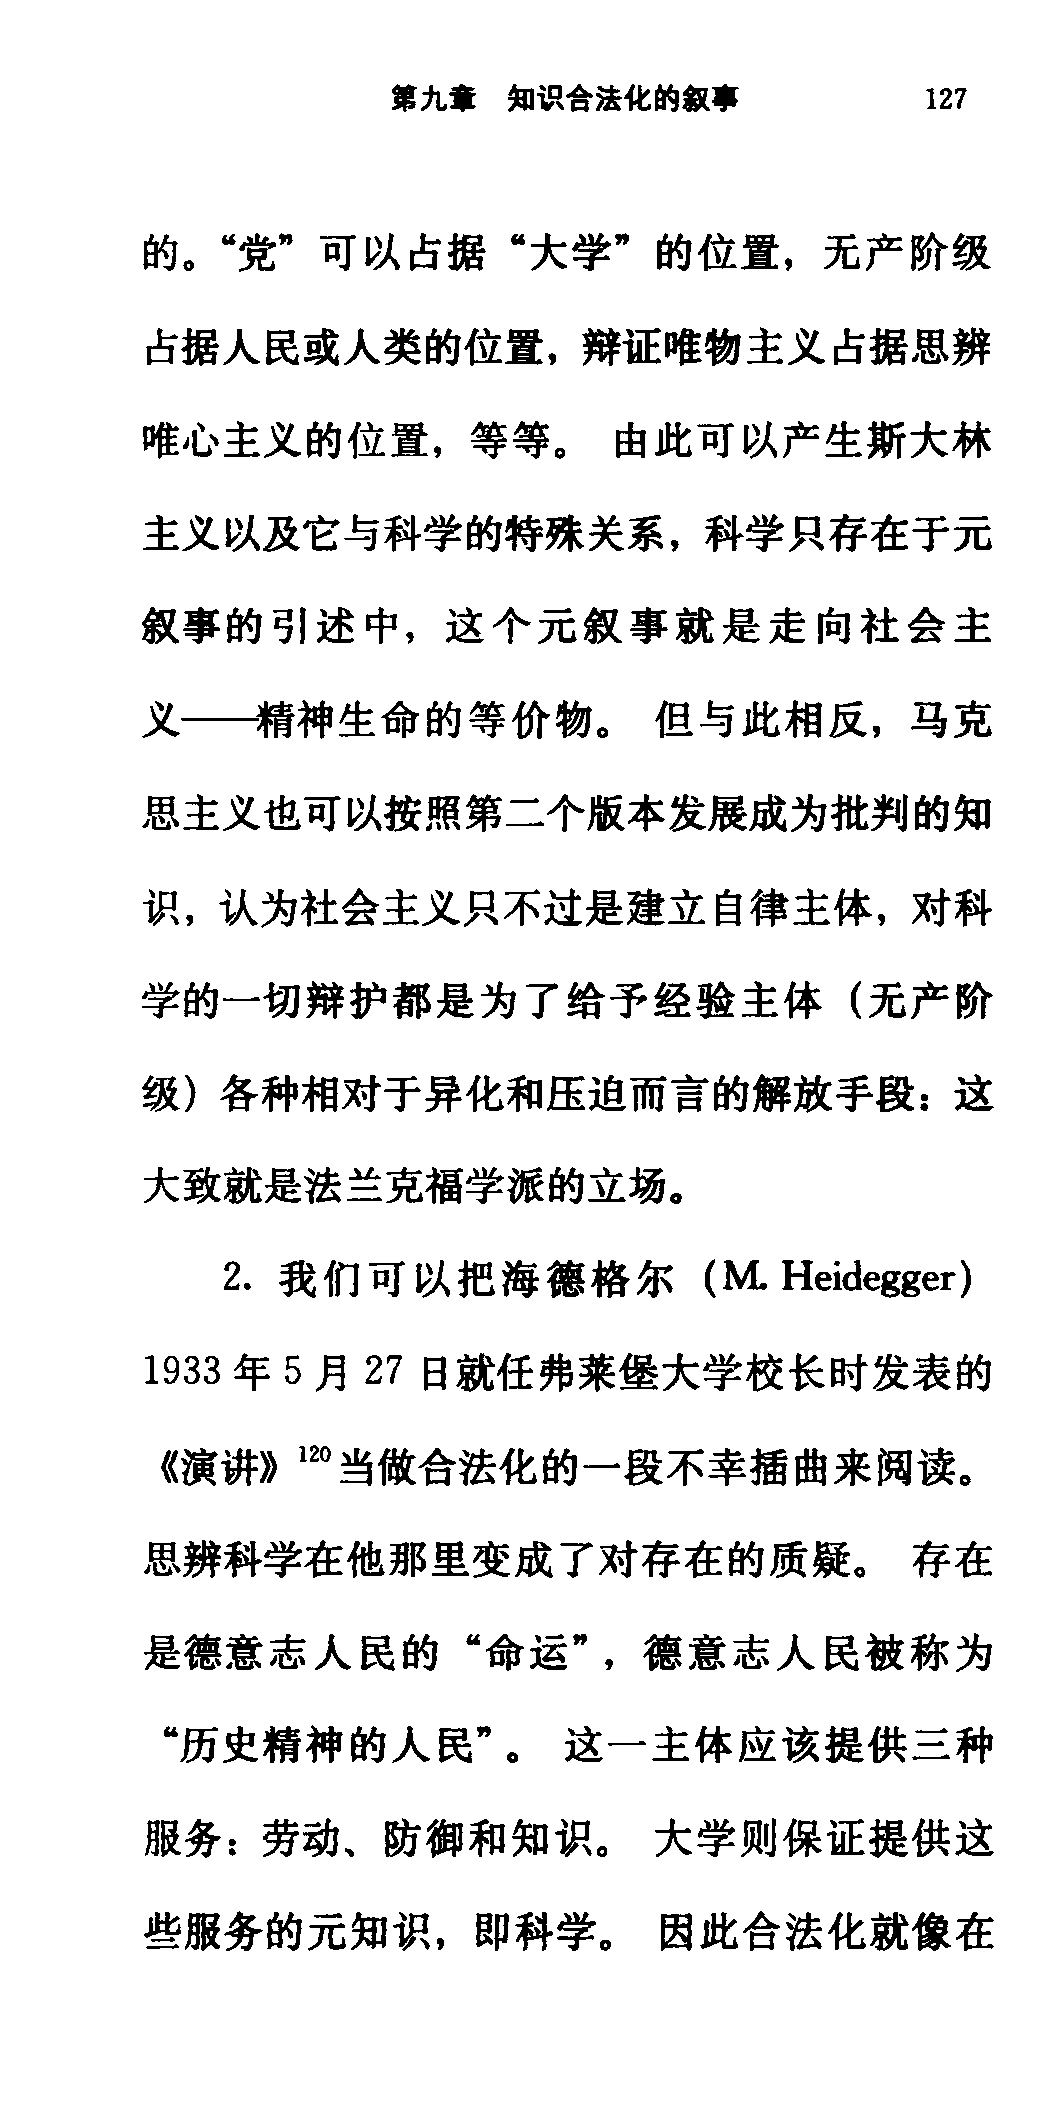 第九章 知识合法化的叙事 127
的。“党”可以占据“大学”的位置，无产阶级
占据人民或人类的位置，辩证唯物主义占据思辨
唯心主义的位置，等等。 由此可以产生斯大林
主义以及它与科学的特殊关系，科学只存在于元
叙事的引述中，这个元叙事就是走向社会主
义——精神生命的等价物。 但与此相反，马克
思主义也可以按照第二个版本发展成为批判的知
识，认为社会主义只不过是建立自律主体，对科
学的一切辩护都是为了给予经验主体（无产阶
级）各种相对于异化和压迫而言的解放手段：这
大致就是法兰克福学派的立场。
2. 我们可以把海德格尔（M. Heidegger）
1933 年 5 月 27 日就任弗莱堡大学校长时发表的
《演讲》120当做合法化的一段不幸插曲来阅读。
思辨科学在他那里变成了对存在的质疑。 存在
是德意志人民的“命运”，德意志人民被称为
“历史精神的人民”。 这一主体应该提供三种
服务：劳动、防御和知识。 大学则保证提供这
些服务的元知识，即科学。 因此合法化就像在